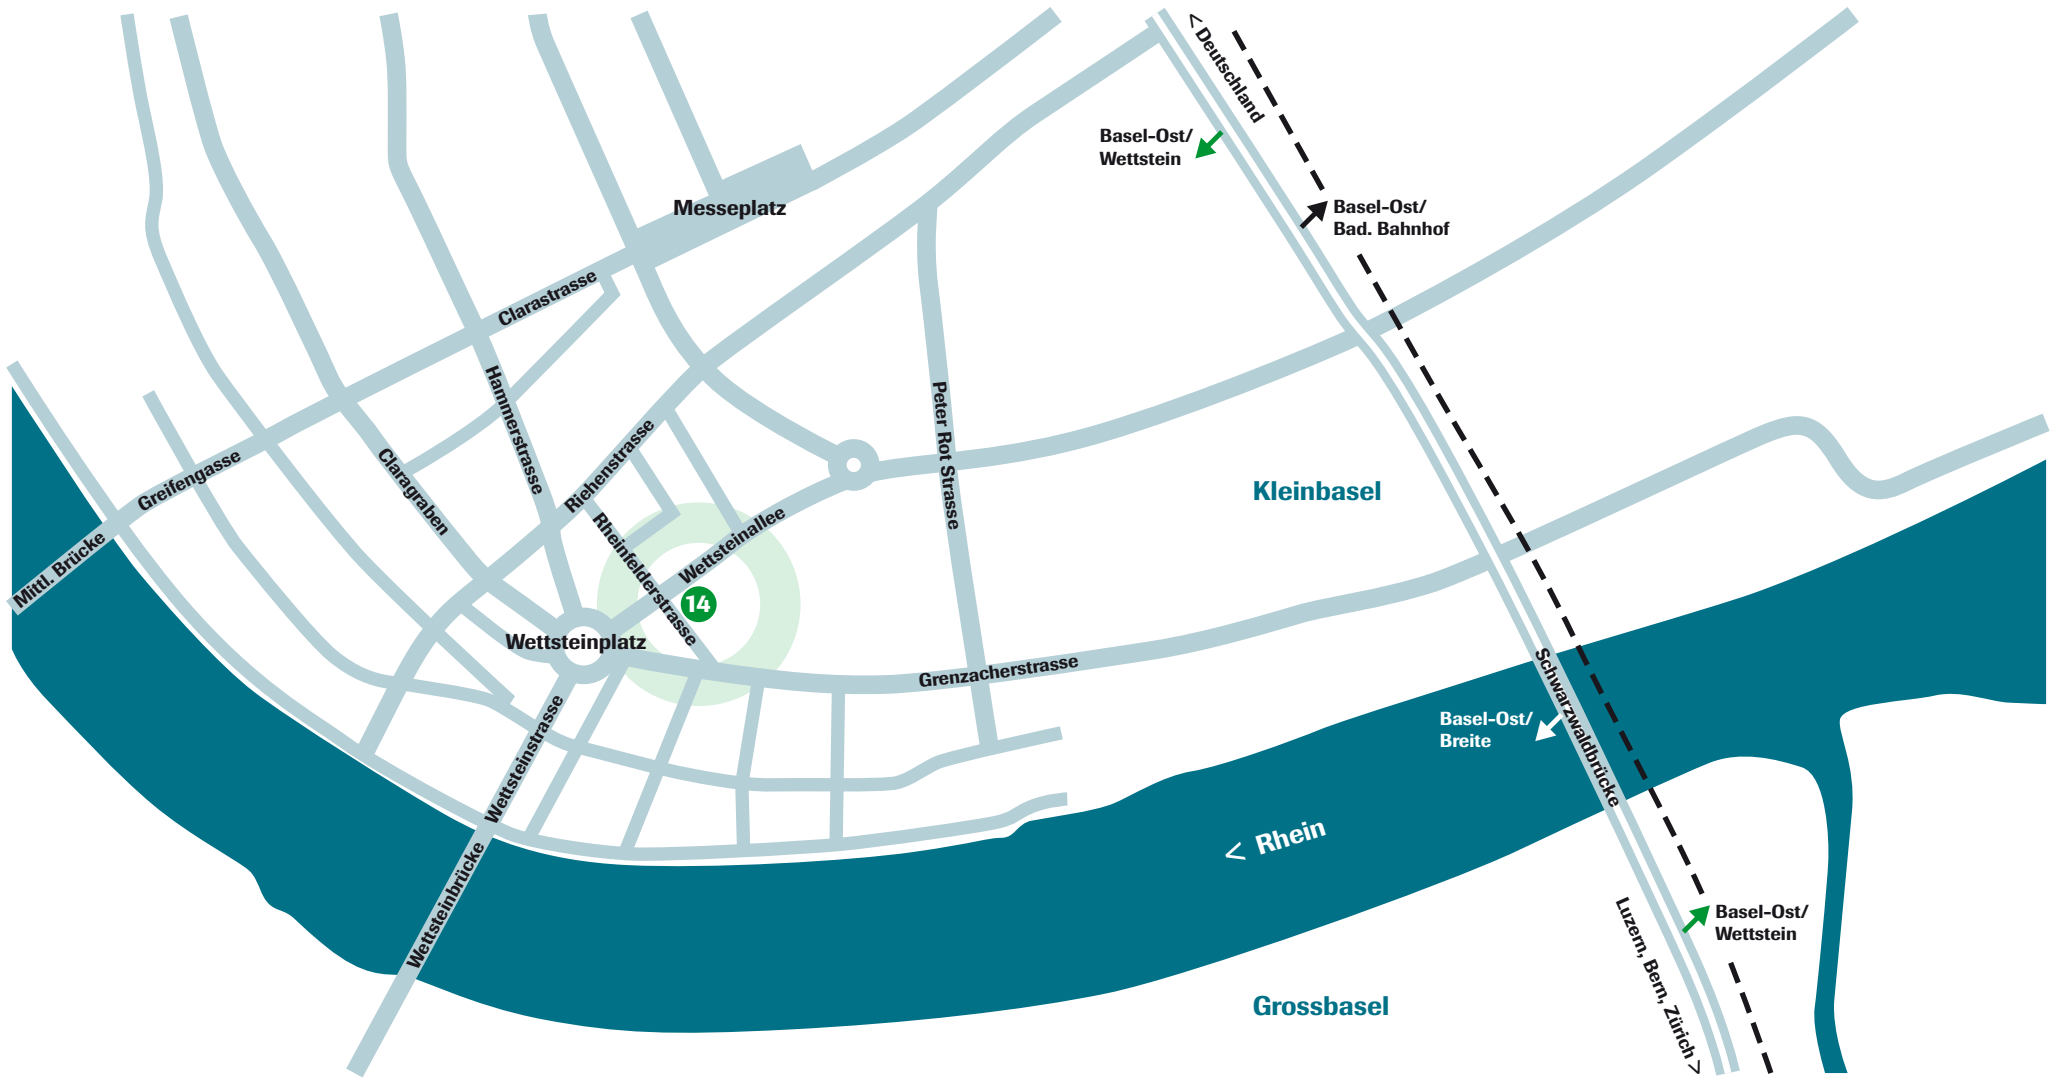 < Deutschland
Basel-Ost/
Wettstein
Basel-Ost/
Bad. Bahnhof
Messeplatz
Clarastrasse
Hammerstrasse
Peter Rot Strasse
Riehenstrasse
Greifengasse
Claragraben
Kleinbasel
Mittl. Brücke
Rheinfelderstrasse
Wettsteinallee
14
Wettsteinplatz
Grenzacherstrasse
Schwarzwaldbrücke
Basel-Ost/
Breite
Wettsteinstrasse
< Rhein
Wettsteinbrücke
Basel-Ost/
Wettstein
Luzern, Bern, Zürich >
Grossbasel